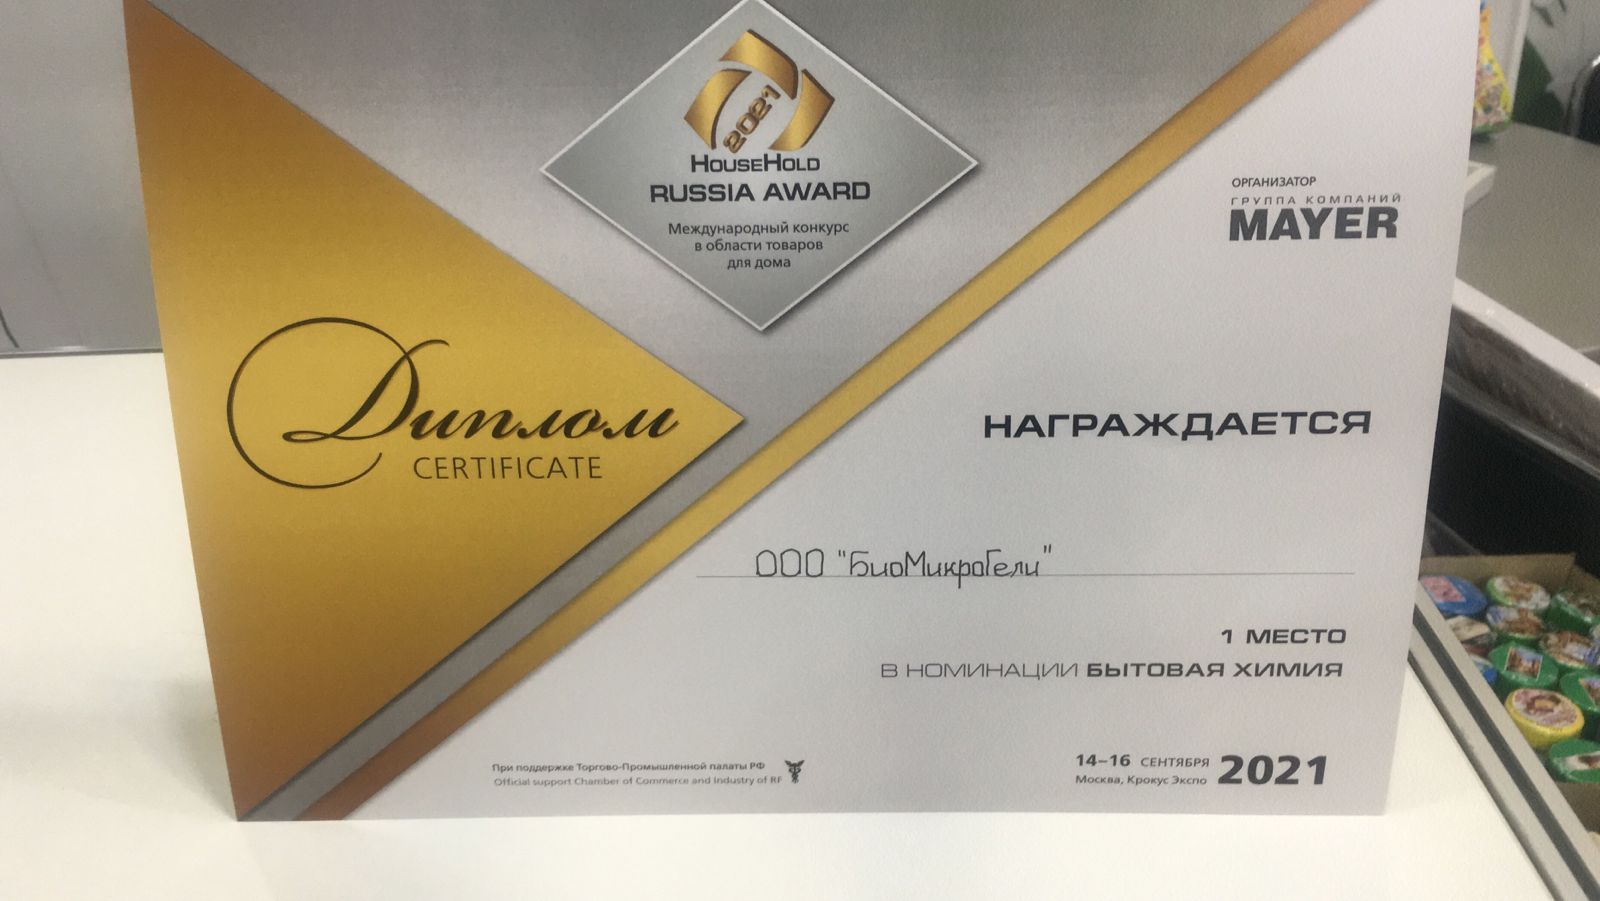 2021
HOUSEHOLD
RUSSIA AWARD
Международный конкурс
в области товаров
для дома
ОРГАНИЗАТОР
ГРУППА КОМПАНИЙ
MAYER
Диплом
CERTIFICATE
НАГРАЖДАЕТСЯ
ООО "БиоМикроГели"
1 МЕСТО
В НОМИНАЦИИ БЫТОВАЯ ХИМИЯ
При поддержке Торгово-Промышленной палаты РФ
Official support Chamber of Commerce and Industry of RF
14–16 СЕНТЯБРЯ 2021
Москва, Крокус Экспо